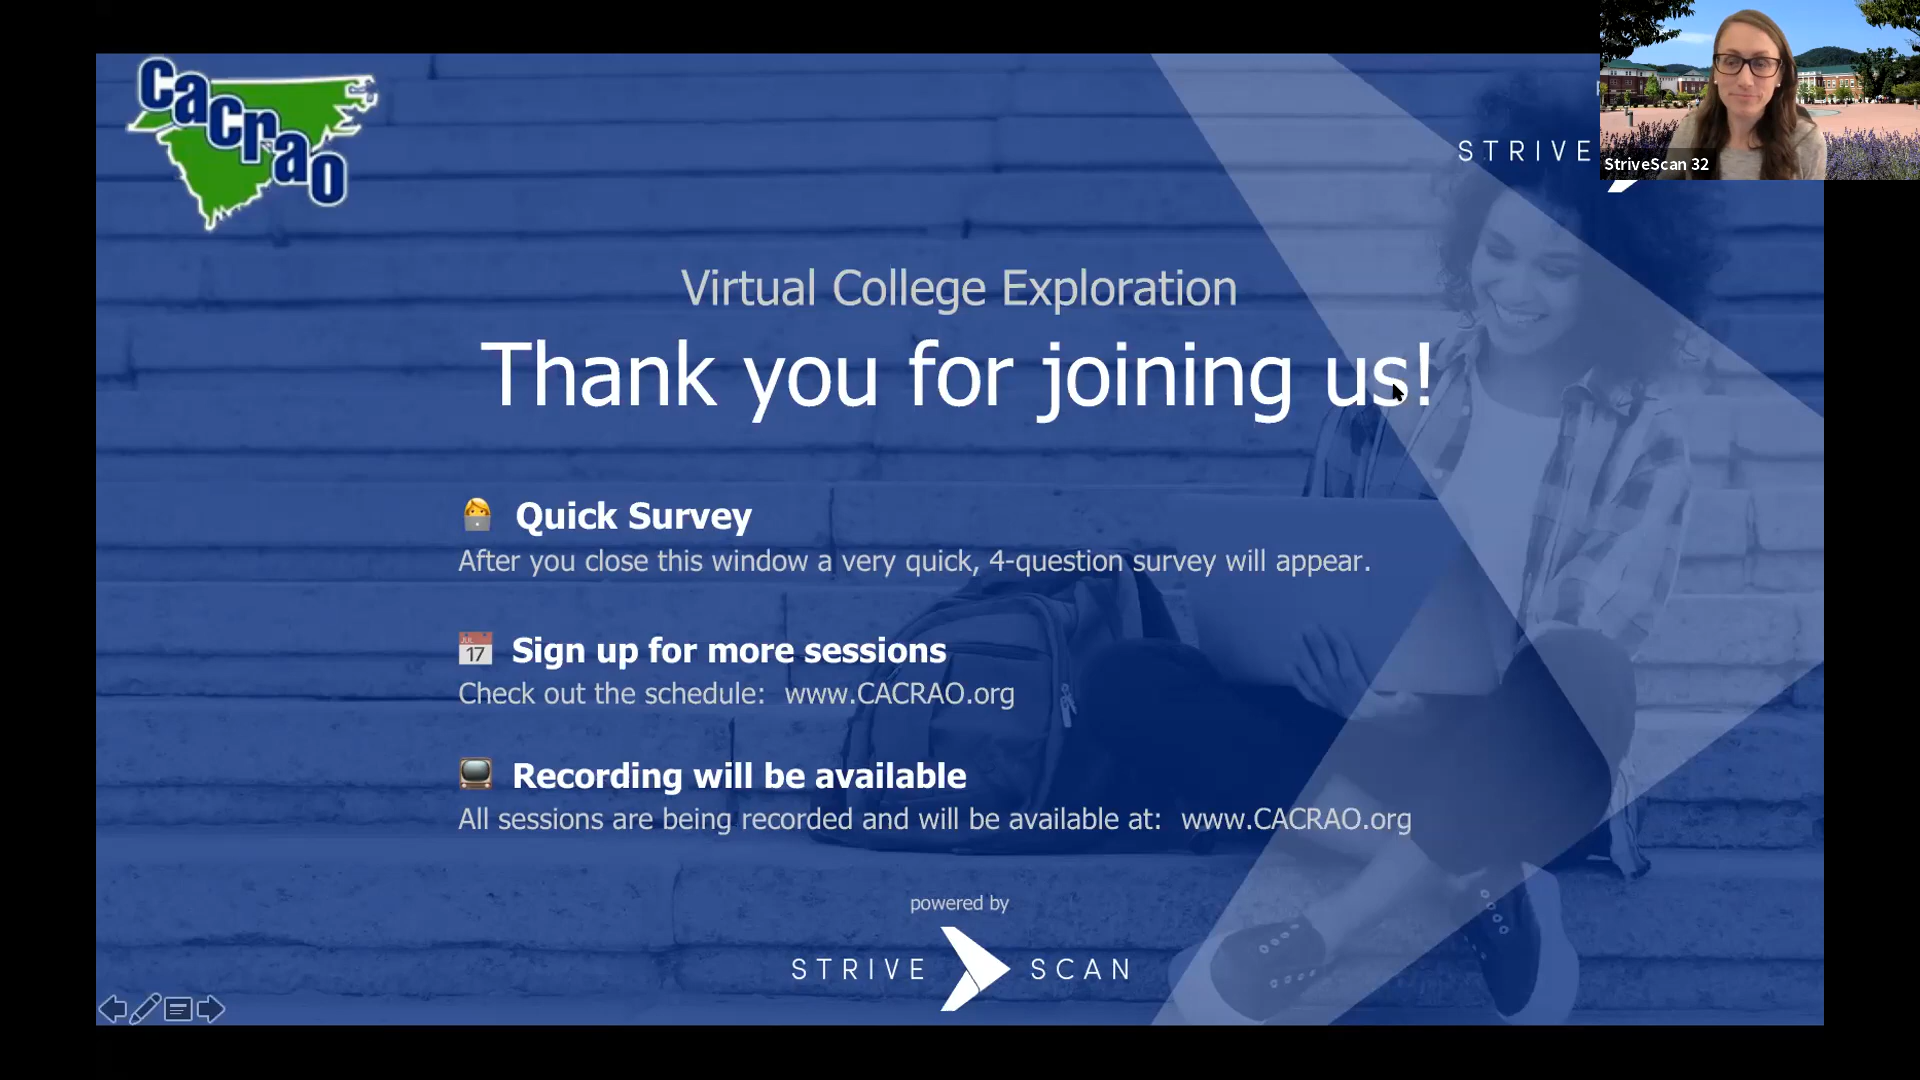 CACRAO
STRIVE
StriveScan 32
Virtual College Exploration
Thank you for joining us!
Quick Survey
After you close this window a very quick, 4-question survey will appear.
JUL
17
Sign up for more sessions
Check out the schedule: www.CACRAO.org
Recording will be available
All sessions are being recorded and will be available at: www.CACRAO.org
powered by
STRIVE SCAN